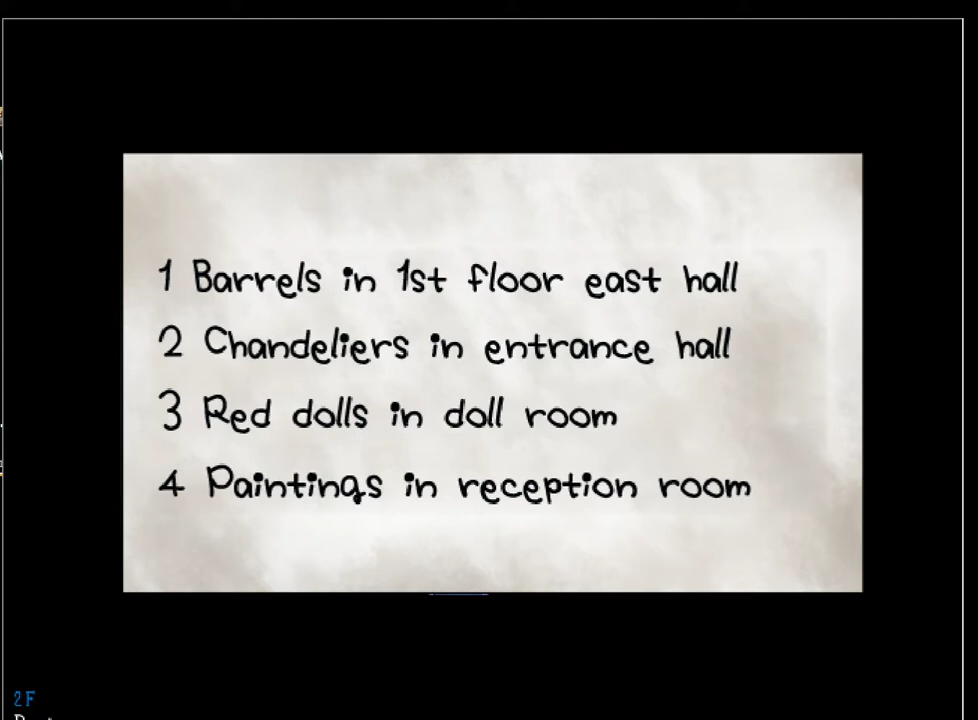 1 Barrels in 1st floor east hall
2 Chandeliers in entrance hall
3 Red dolls in doll room
4 Paintings in reception room
2F